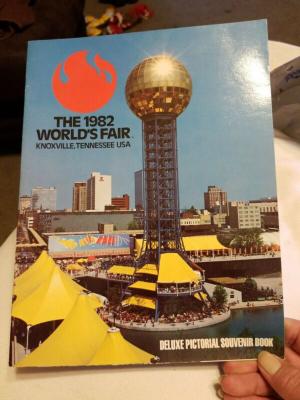 THE 1982
WORLD'S FAIR
KNOXVILLE, TENNESSEE USA
DELUXE PICTORIAL SOUVENIR BOOK